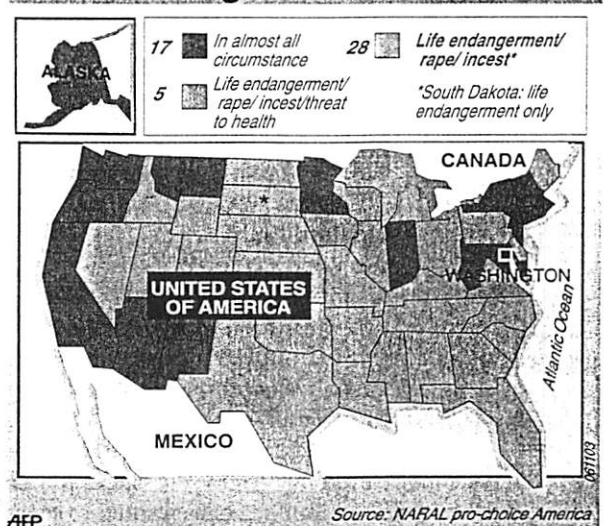 ALASKA
17 In almost all
circumstance
5 Life endangerment/
rape/ incest/threat
to health
28 Life endangerment/
rape/ incest*
*South Dakota: life
endangerment only
CANADA
*
WASHINGTON
UNITED STATES
OF AMERICA
Atlantic Ocean
MEXICO
061103
AFP
Source: NARAL pro-choice America